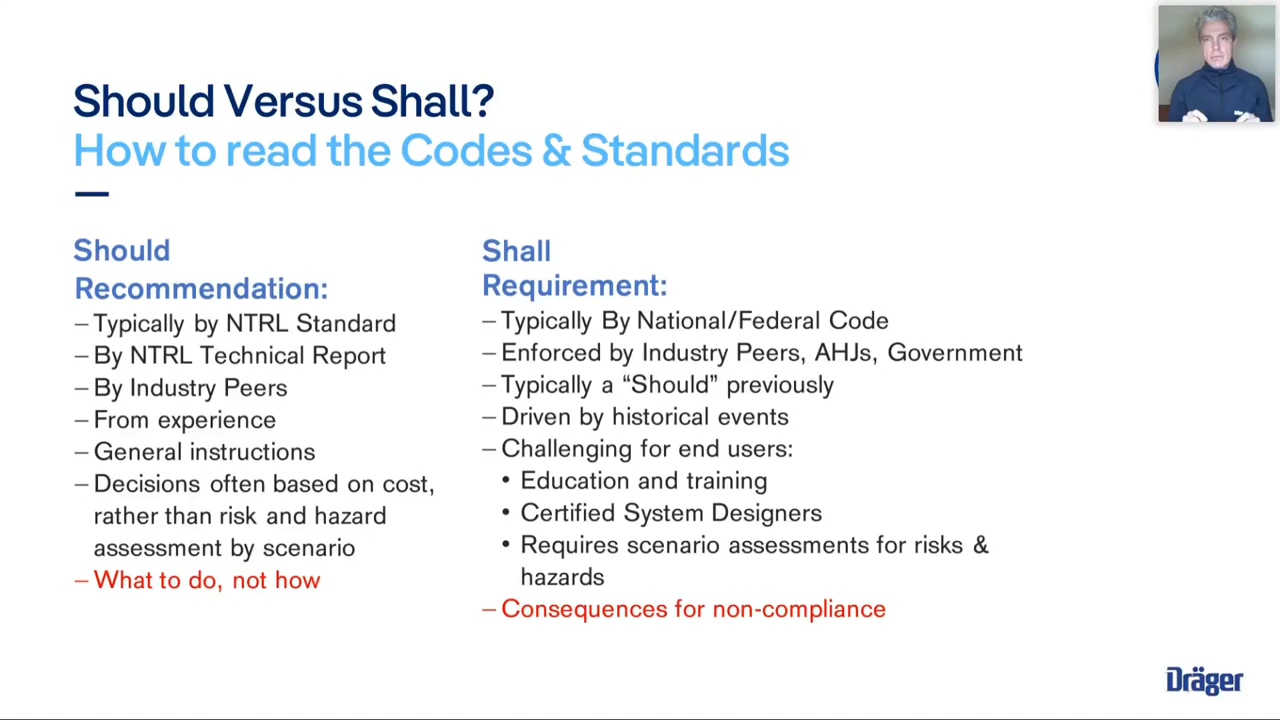 Should Versus Shall?
How to read the Codes & Standards
Should
Recommendation:
– Typically by NTRL Standard
– By NTRL Technical Report
– By Industry Peers
– From experience
– General instructions
– Decisions often based on cost,
rather than risk and hazard
assessment by scenario
– What to do, not how
Shall
Requirement:
– Typically By National/Federal Code
– Enforced by Industry Peers, AHJs, Government
– Typically a “Should” previously
– Driven by historical events
– Challenging for end users:
• Education and training
• Certified System Designers
• Requires scenario assessments for risks &
hazards
– Consequences for non-compliance
Dräger